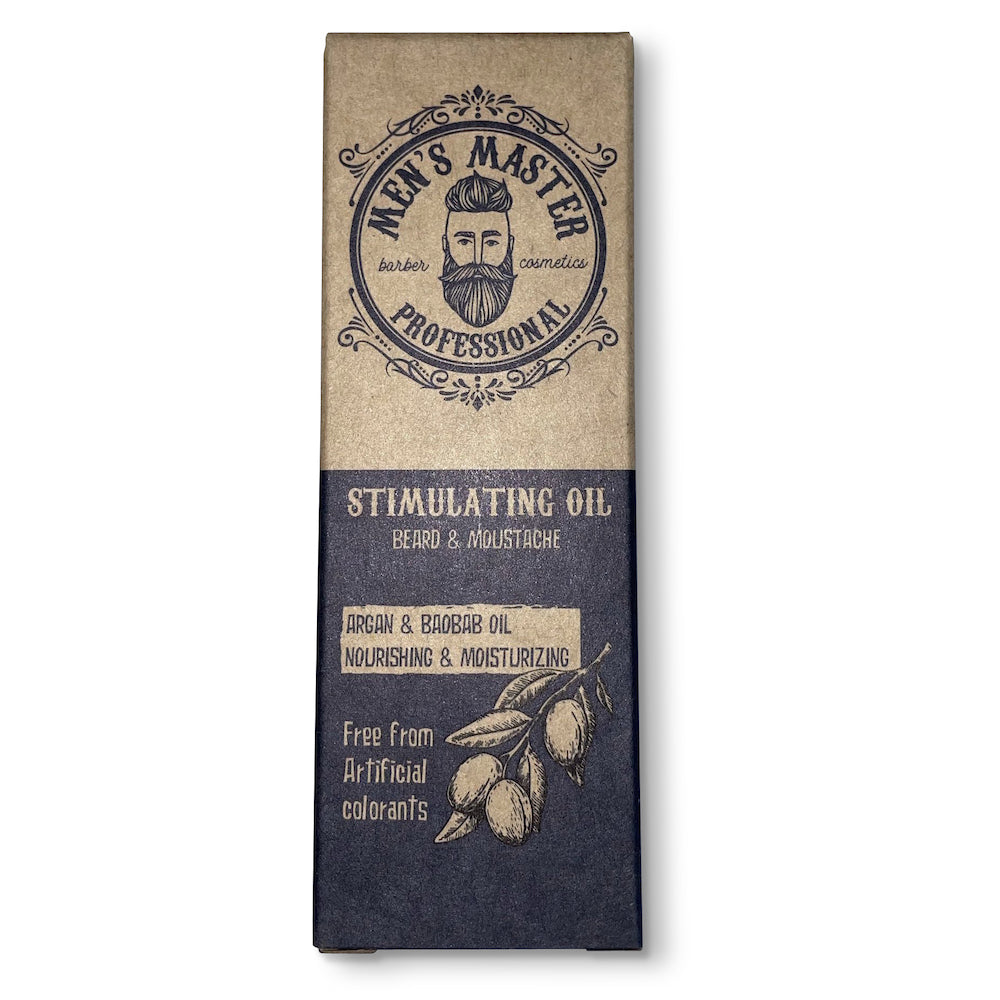 MEN'S MASTER
barber cosmetics
PROFESSIONAL
STIMULATING OIL
BEARD & MOUSTACHE
ARGAN & BAOBAB OIL
NOURISHING & MOISTURIZING
Free from
Artificial
colorants